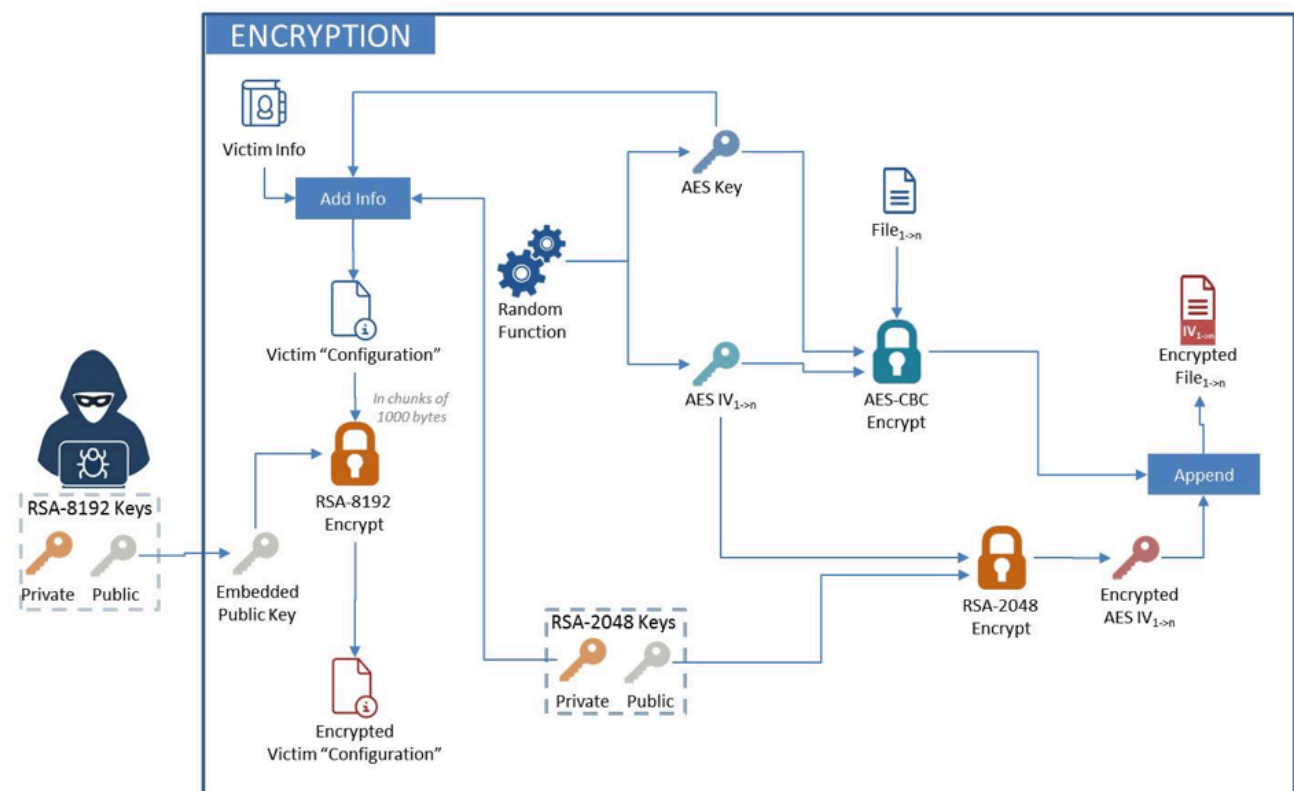 ENCRYPTION
Victim Info
Add Info
AES Key
File1->n
Random
Function
Victim “Configuration”
In chunks of
1000 bytes
AES IV1->n
AES-CBC
Encrypt
IV1->n
Encrypted
File1->n
Append
RSA-8192 Keys
Private
Public
RSA-8192
Encrypt
Embedded
Public Key
RSA-2048 Keys
Private
Public
RSA-2048
Encrypt
Encrypted
AES IV1->n
Encrypted
Victim “Configuration”